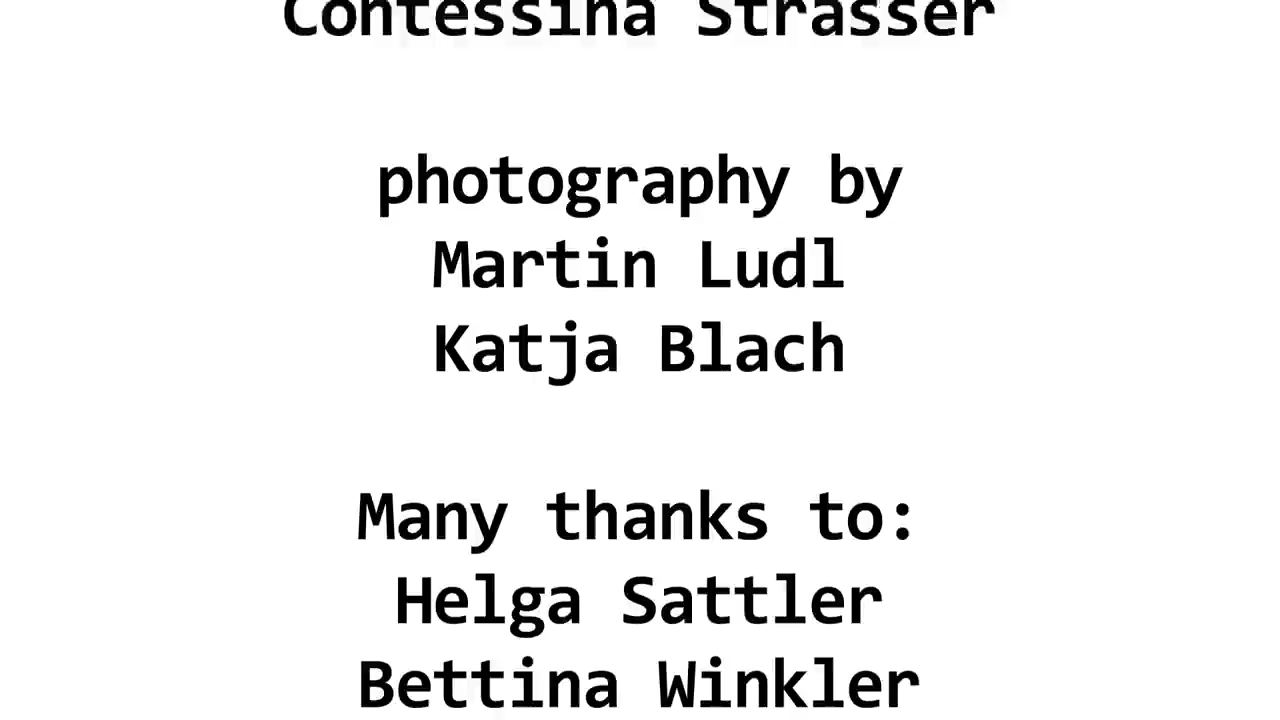 Contessina Strasser
photography by
Martin Ludl
Katja Blach
Many thanks to:
Helga Sattler
Bettina Winkler